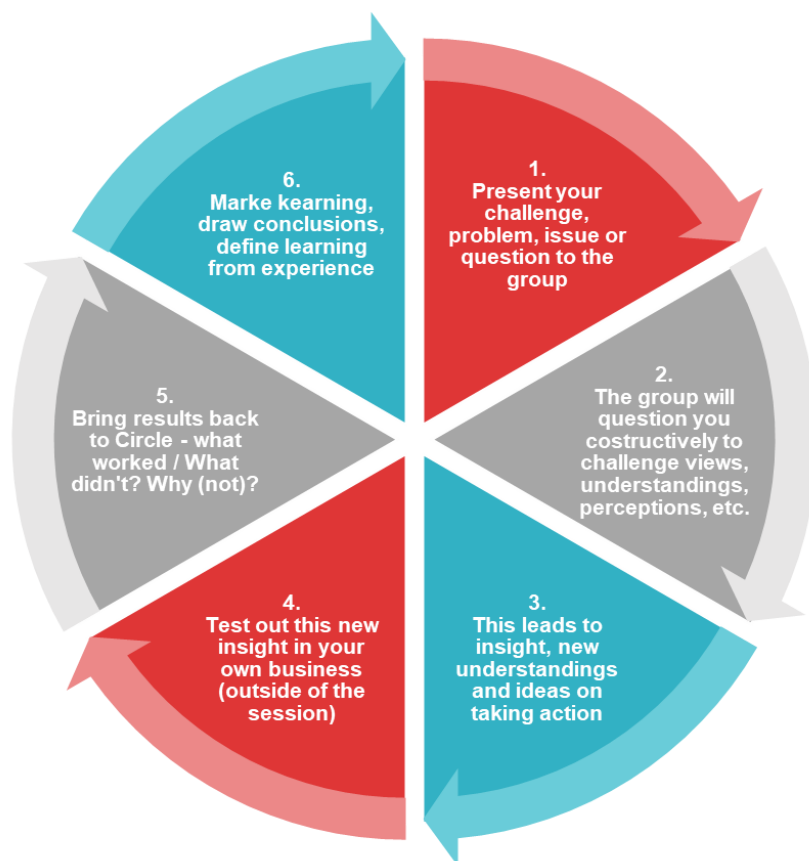 1.
Present your
challenge,
problem, issue or
question to the
group
2.
The group will
question you
costructively to
challenge views,
understandings,
perceptions, etc.
3.
This leads to
insight, new
understandings
and ideas on
taking action
4.
Test out this new
insight in your
own business
(outside of the
session)
5.
Bring results back
to Circle - what
worked / What
didn't? Why (not)?
6.
Marke kearning,
draw conclusions,
define learning
from experience